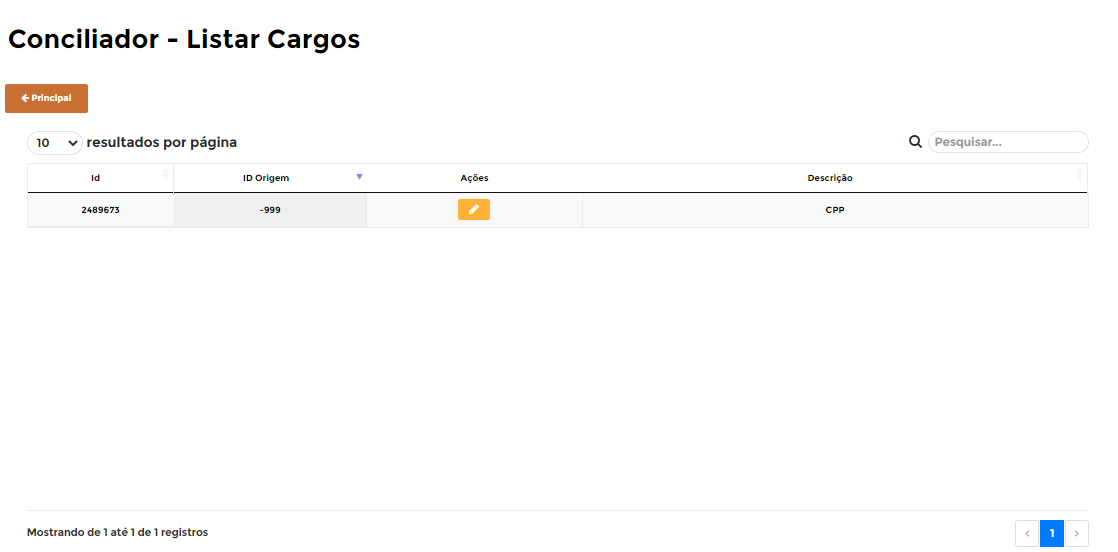 Conciliador - Listar Cargos
Principal
10 resultados por página
Pesquisar...
Id ID Origem Ações Descrição
2489673 -999 CPP
Mostrando de 1 até 1 de 1 registros
‹ 1 ›